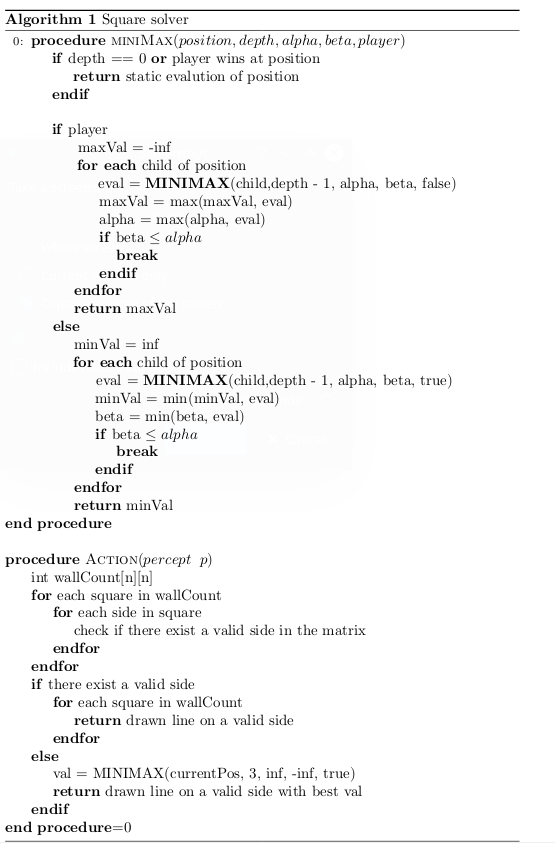 Algorithm 1 Square solver
0: procedure MINIMAX(position, depth, alpha, beta, player)
if depth == 0 or player wins at position
return static evalution of position
endif
if player
maxVal = -inf
for each child of position
eval = MINIMAX(child,depth - 1, alpha, beta, false)
maxVal = max(maxVal, eval)
alpha = max(alpha, eval)
if beta ≤ alpha
break
endif
endfor
return maxVal
else
minVal = inf
for each child of position
eval = MINIMAX(child,depth - 1, alpha, beta, true)
minVal = min(minVal, eval)
beta = min(beta, eval)
if beta ≤ alpha
break
endif
endfor
return minVal
end procedure
procedure ACTION(percept p)
int wallCount[n][n]
for each square in wallCount
for each side in square
check if there exist a valid side in the matrix
endfor
endfor
if there exist a valid side
for each square in wallCount
return drawn line on a valid side
endfor
else
val = MINIMAX(currentPos, 3, inf, -inf, true)
return drawn line on a valid side with best val
endif
end procedure=0